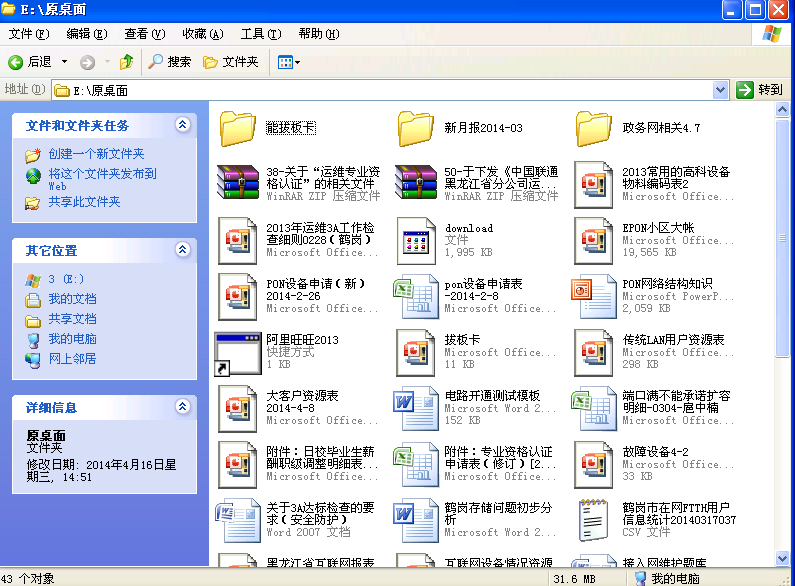 E:\原桌面
文件(F) 编辑(E) 查看(V) 收藏(A) 工具(T) 帮助(H)
后退 搜索 文件夹
地址(D) E:\原桌面 转到
文件和文件夹任务
创建一个新文件夹
将这个文件夹发布到
Web
共享此文件夹
其它位置
3 (E:)
我的文档
共享文档
我的电脑
网上邻居
详细信息
原桌面
文件夹
修改日期: 2014年4月16日星
期三, 14:51
能拔板卡
新月报2014-03
政务网相关4.7
38-关于“运维专业资
格认证”的相关文件
WinRAR ZIP 压缩文件
50-于下发《中国联通
黑龙江省分公司运...
WinRAR ZIP 压缩文件
2013常用的高科设备
物料编码表2
Microsoft Office...
2013年运维3A工作检
查细则0228(鹤岗)
Microsoft Office...
download
文件
1,995 KB
EPON小区大帐
Microsoft Office...
19,565 KB
PON设备申请(新)
2014-2-26
Microsoft Office...
pon设备申请表
-2014-2-8
Microsoft Office...
PON网络结构知识
Microsoft PowerP...
2,059 KB
阿里旺旺2013
快捷方式
1 KB
拔板卡
Microsoft Office...
11 KB
传统LAN用户资源表
Microsoft Office...
298 KB
大客户资源表
2014-4-8
Microsoft Office...
电路开通测试模板
Microsoft Word 2...
152 KB
端口满不能承诺扩容
明细-0304-扈中楠
Microsoft Office...
附件:日校毕业生薪
酬职级调整明细表...
Microsoft Office...
附件:专业资格认证
申请表(修订)[2...
Microsoft Office...
故障设备4-2
Microsoft Office...
33 KB
关于3A达标检查的要
求(安全防护)
Word 2007 文档
鹤岗存储问题初步分
析
Microsoft Word 2...
鹤岗市在网FTTH用户
信息统计20140317037
CSV 文件
黑龙江省互联网报表
互联网设备情况资源
接入网维护题库
43 个对象 31.6 MB 我的电脑